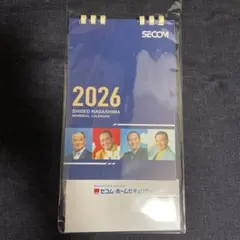 SECOM
2026
SHIGEO NAGASHIMA
MEMORIAL CALENDAR
セコム・ホームセキュリティ